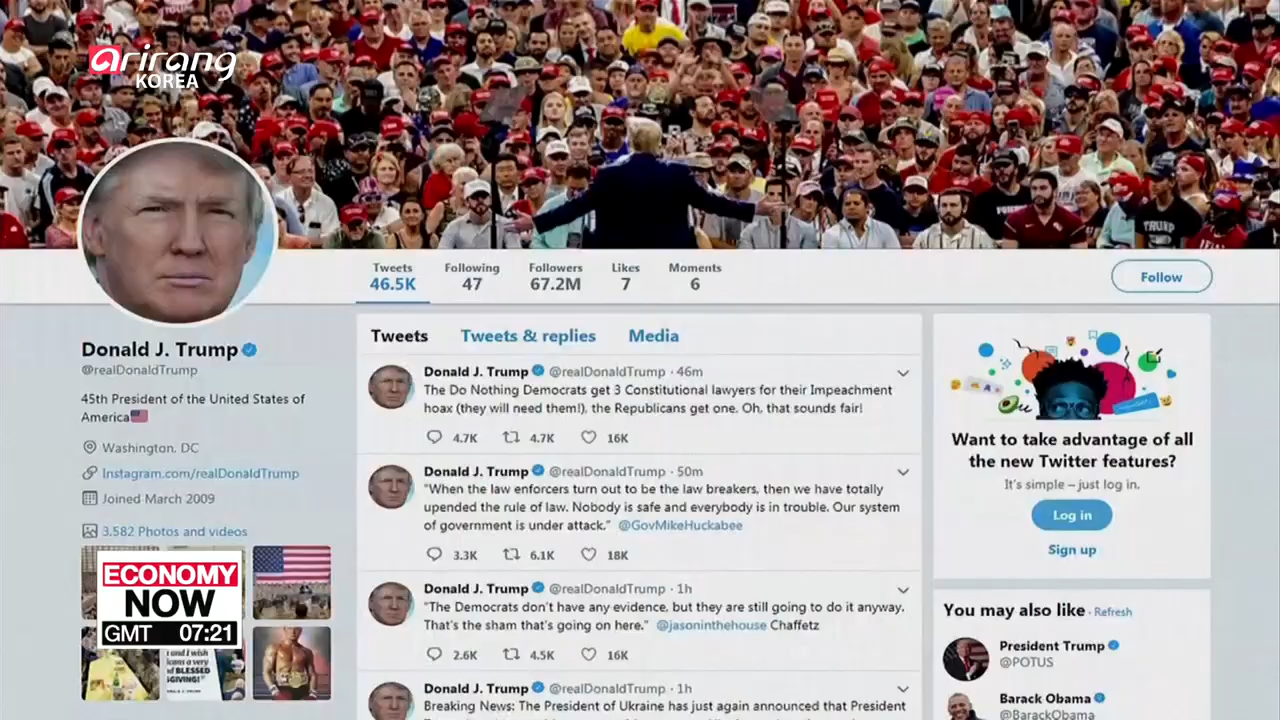 arirang
KOREA
TRUMP
Tweets
46.5K
Following
47
Followers
67.2M
Likes
7
Moments
6
Follow
Donald J. Trump
@realDonaldTrump
45th President of the United States of
America
Washington, DC
Instagram.com/realDonaldTrump
Joined March 2009
3,582 Photos and videos
ECONOMY
NOW
GMT 07:21
BLESSED
Tweets Tweets & replies Media
Donald J. Trump @realDonaldTrump · 46m
The Do Nothing Democrats get 3 Constitutional lawyers for their Impeachment
hoax (they will need them!), the Republicans get one. Oh, that sounds fair!
4.7K 4.7K 16K
Donald J. Trump @realDonaldTrump · 50m
"When the law enforcers turn out to be the law breakers, then we have totally
upended the rule of law. Nobody is safe and everybody is in trouble. Our system
of government is under attack." @GovMikeHuckabee
3.3K 6.1K 18K
Donald J. Trump @realDonaldTrump · 1h
"The Democrats don't have any evidence, but they are still going to do it anyway.
That's the sham that's going on here." @jasoninthehouse Chaffetz
2.6K 4.5K 16K
Donald J. Trump @realDonaldTrump · 1h
Breaking News: The President of Ukraine has just again announced that President
Want to take advantage of all
the new Twitter features?
It's simple – just log in.
Log in
Sign up
You may also like · Refresh
President Trump
@POTUS
Barack Obama
@BarackObama